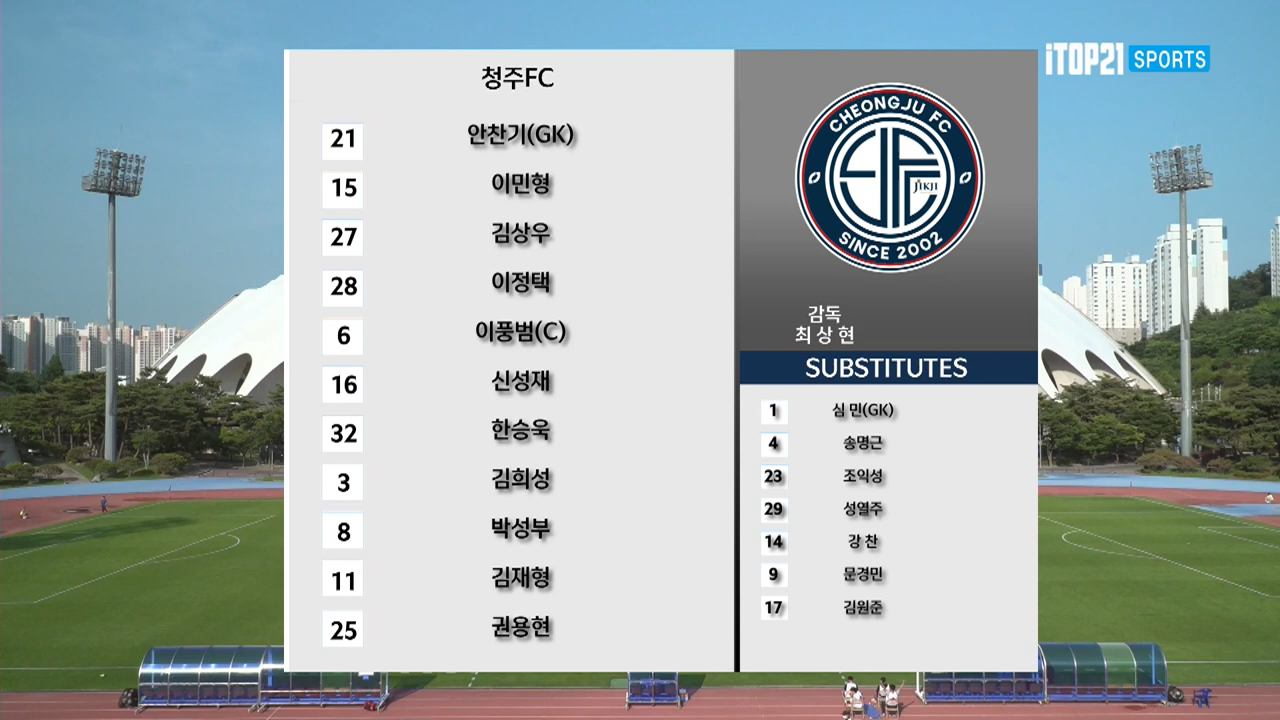 iTOP21 SPORTS
청주FC
21 안찬기(GK)
15 이민형
27 김상우
28 이정택
6 이풍범(C)
16 신성재
32 한승욱
3 김희성
8 박성부
11 김재형
25 권용현
CHEONGJU FC
JIKJI
SINCE 2002
감독
최 상 현
SUBSTITUTES
1 심 민(GK)
4 송명근
23 조익성
29 성열주
14 강 찬
9 문경민
17 김원준